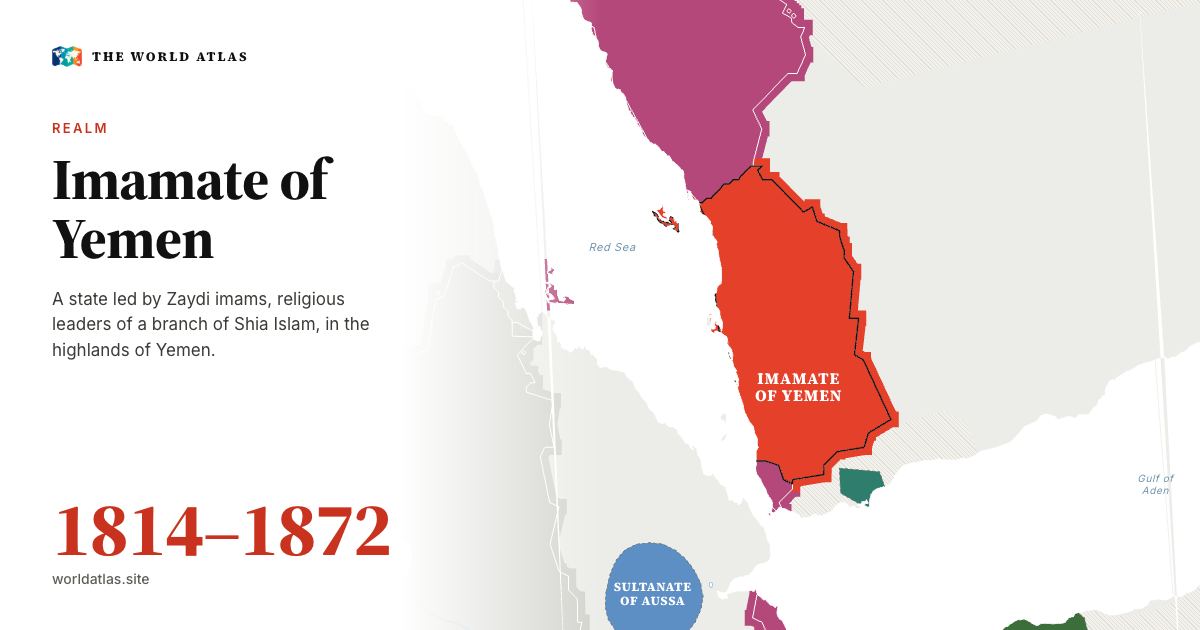 THE WORLD ATLAS
REALM
Imamate of
Yemen
A state led by Zaydi imams, religious
leaders of a branch of Shia Islam, in the
highlands of Yemen.
1814–1872
worldatlas.site
Red Sea
IMAMATE
OF YEMEN
Gulf of
Aden
SULTANATE
OF AUSSA